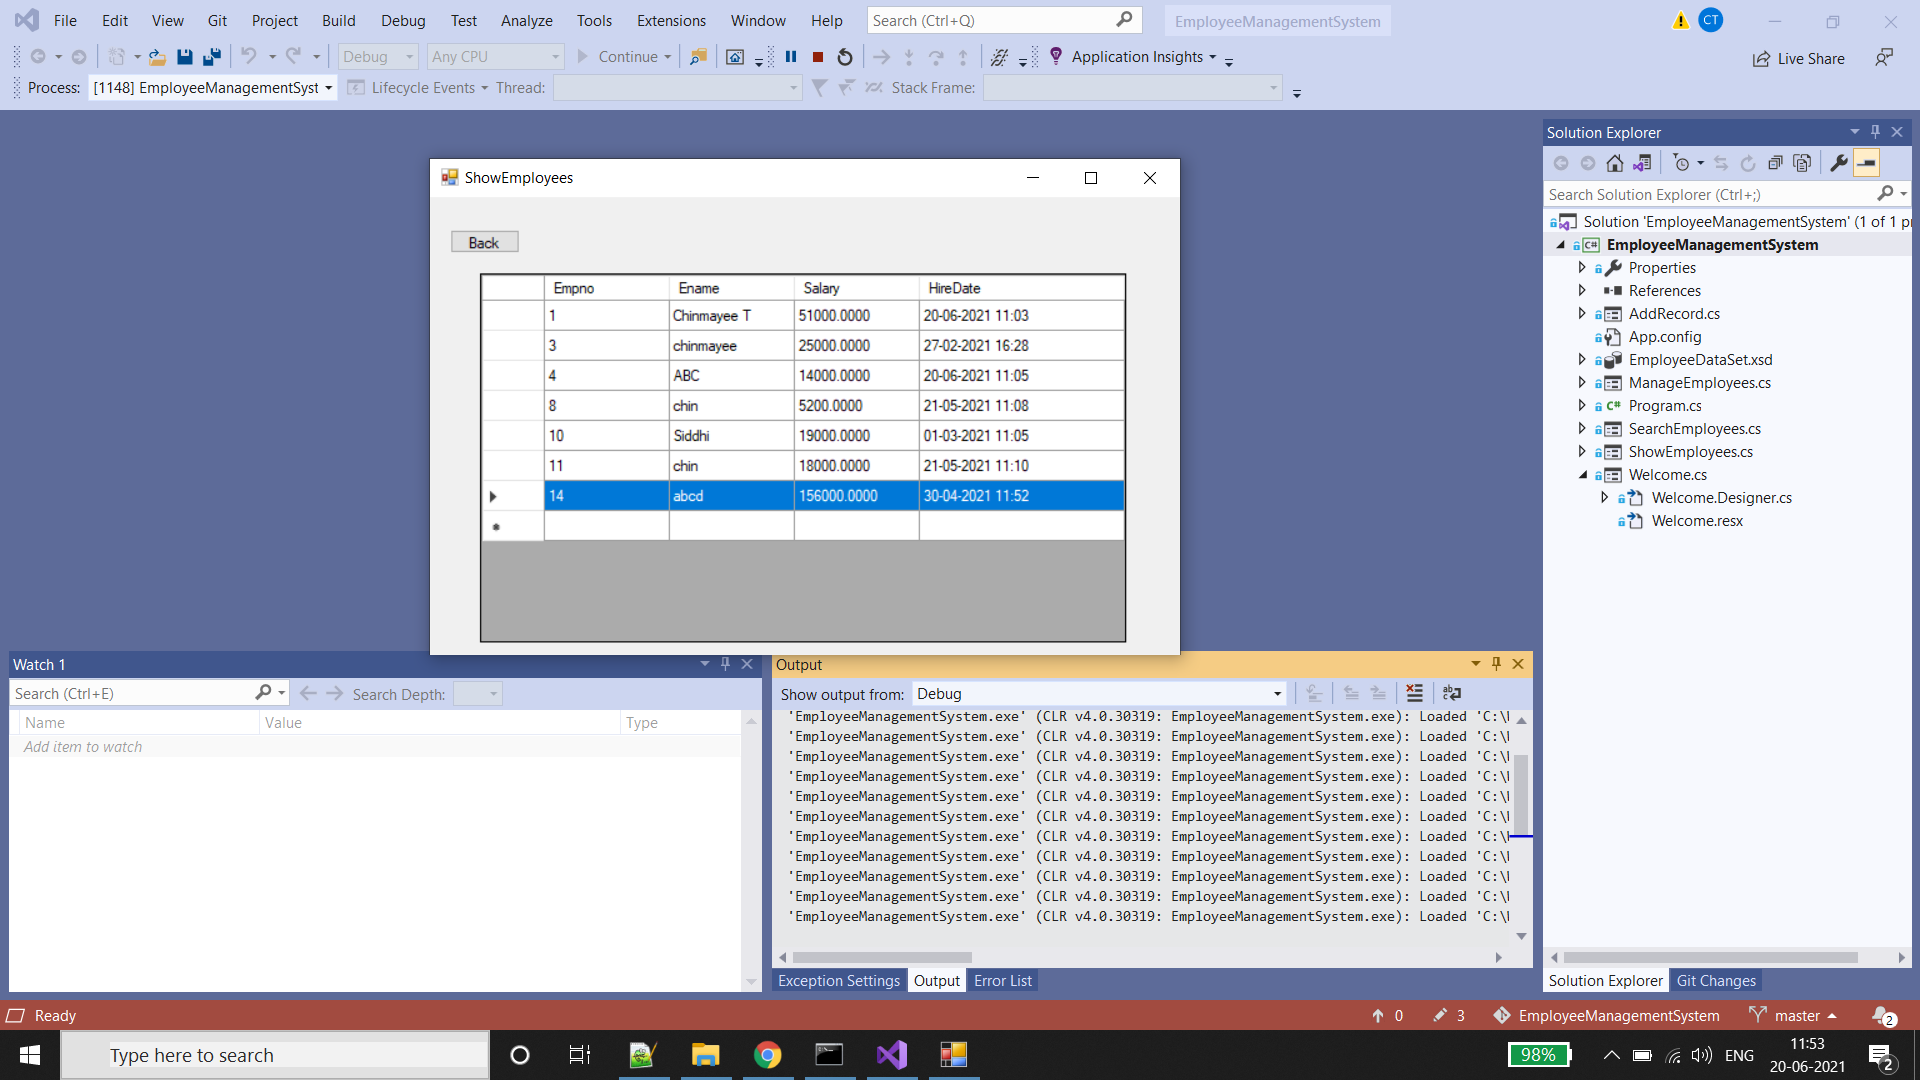 File Edit View Git Project Build Debug Test Analyze Tools Extensions Window Help Search (Ctrl+Q) EmployeeManagementSystem CT
Debug Any CPU Continue Application Insights Live Share
Process: [1148] EmployeeManagementSyst Lifecycle Events Thread: Stack Frame:
ShowEmployees
Back
Empno Ename Salary HireDate
1 Chinmayee T 51000.0000 20-06-2021 11:03
3 chinmayee 25000.0000 27-02-2021 16:28
4 ABC 14000.0000 20-06-2021 11:05
8 chin 5200.0000 21-05-2021 11:08
10 Siddhi 19000.0000 01-03-2021 11:05
11 chin 18000.0000 21-05-2021 11:10
14 abcd 156000.0000 30-04-2021 11:52
Solution Explorer
Search Solution Explorer (Ctrl+;)
Solution 'EmployeeManagementSystem' (1 of 1 pr
C# EmployeeManagementSystem
Properties
References
AddRecord.cs
App.config
EmployeeDataSet.xsd
ManageEmployees.cs
C# Program.cs
SearchEmployees.cs
ShowEmployees.cs
Welcome.cs
Welcome.Designer.cs
Welcome.resx
Solution Explorer Git Changes
Watch 1
Search (Ctrl+E) Search Depth:
Name Value Type
Add item to watch
Output
Show output from: Debug
'EmployeeManagementSystem.exe' (CLR v4.0.30319: EmployeeManagementSystem.exe): Loaded 'C:\
'EmployeeManagementSystem.exe' (CLR v4.0.30319: EmployeeManagementSystem.exe): Loaded 'C:\
'EmployeeManagementSystem.exe' (CLR v4.0.30319: EmployeeManagementSystem.exe): Loaded 'C:\
'EmployeeManagementSystem.exe' (CLR v4.0.30319: EmployeeManagementSystem.exe): Loaded 'C:\
'EmployeeManagementSystem.exe' (CLR v4.0.30319: EmployeeManagementSystem.exe): Loaded 'C:\
'EmployeeManagementSystem.exe' (CLR v4.0.30319: EmployeeManagementSystem.exe): Loaded 'C:\
'EmployeeManagementSystem.exe' (CLR v4.0.30319: EmployeeManagementSystem.exe): Loaded 'C:\
'EmployeeManagementSystem.exe' (CLR v4.0.30319: EmployeeManagementSystem.exe): Loaded 'C:\
'EmployeeManagementSystem.exe' (CLR v4.0.30319: EmployeeManagementSystem.exe): Loaded 'C:\
'EmployeeManagementSystem.exe' (CLR v4.0.30319: EmployeeManagementSystem.exe): Loaded 'C:\
'EmployeeManagementSystem.exe' (CLR v4.0.30319: EmployeeManagementSystem.exe): Loaded 'C:\
Exception Settings Output Error List
Ready 0 3 EmployeeManagementSystem master 2
Type here to search 98% ENG 11:53
20-06-2021 2